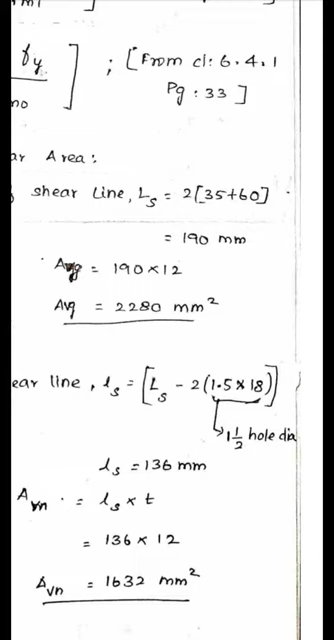 fy ] ; [From cl: 6.4.1
mo Pg : 33 ]
ar Area:
shear Line, Ls = 2[35+60]
= 190 mm
Avg = 190×12
Avg = 2280 mm²
ear line, ls = [Ls - 2(1.5×18)]
1½ hole dia
ls = 136 mm
Avn = ls × t
= 136 × 12
Avn = 1632 mm²